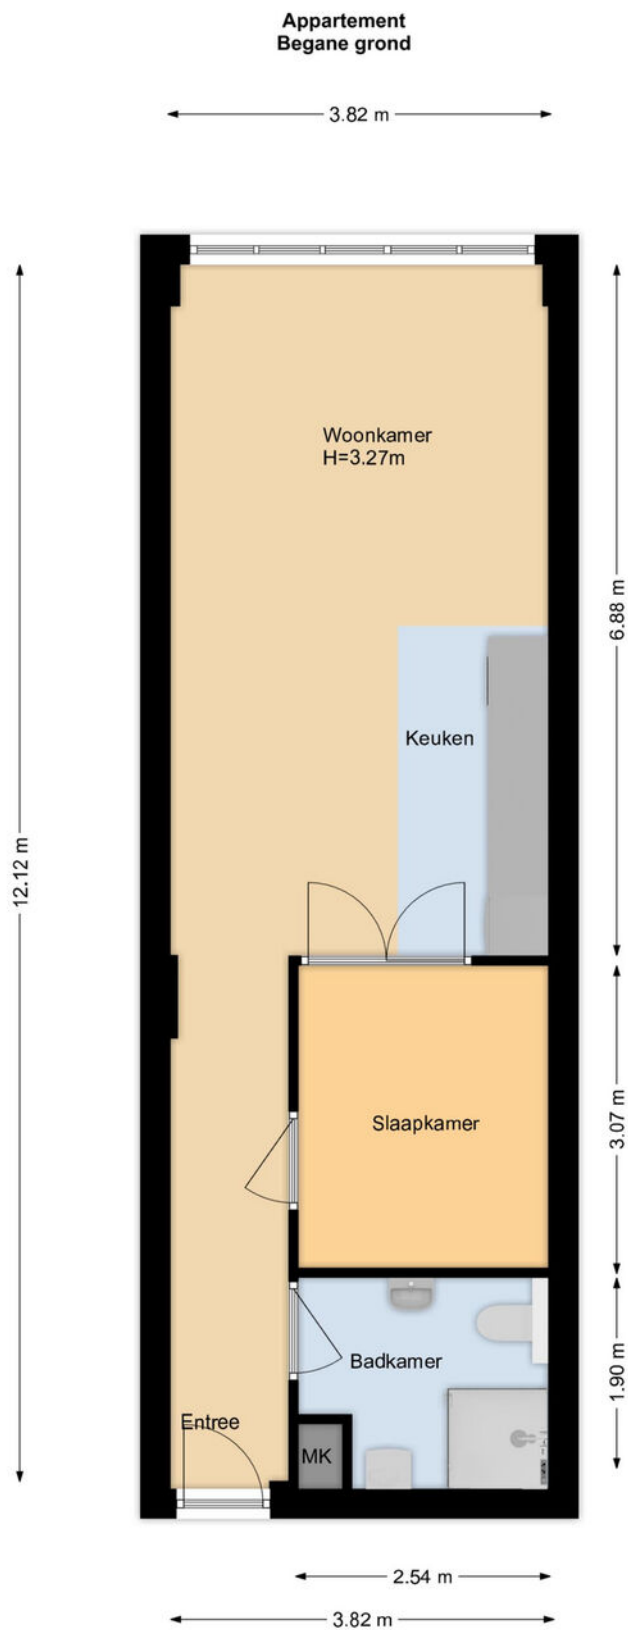 Appartement
Begane grond
3.82 m
Woonkamer
H=3.27m
6.88 m
Keuken
12.12 m
Slaapkamer
3.07 m
Badkamer
1.90 m
Entree
MK
2.54 m
3.82 m